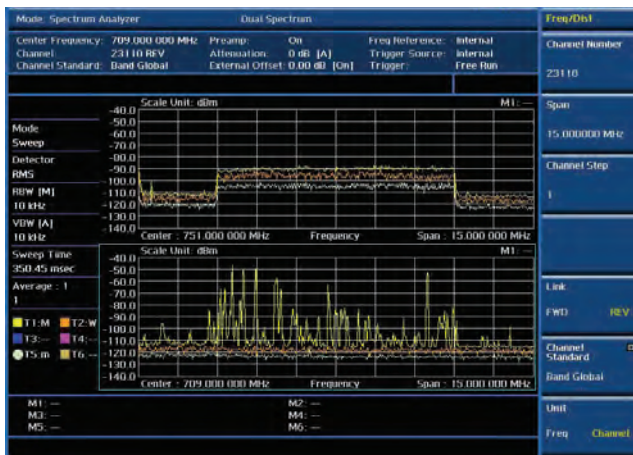 Mode: Spectrum Analyzer Dual Spectrum
Center Frequency: 709.000 000 MHz Preamp: On Freq Reference: Internal
Channel 23110 REV Attenuation: 0 dB [A] Trigger Source: Internal
Channel Standard: Band Global External Offset: 0.00 dB [On] Trigger: Free Run
Mode
Sweep
Detector
RMS
RBW [M]
10 kHz
VBW [A]
10 kHz
Sweep Time
350.45 msec
Average : 1
1
T1:M T2:W
T3:-- T4:--
T5:m T6:--
Scale Unit: dBm M1: --
-40.0
-50.0
-60.0
-70.0
-80.0
-90.0
-100.0
-110.0
-120.0
-130.0
-140.0
Center : 751.000 000 MHz Frequency Span : 15.000 000 MHz
Scale Unit: dBm M1: --
-40.0
-50.0
-60.0
-70.0
-80.0
-90.0
-100.0
-110.0
-120.0
-130.0
-140.0
Center : 709.000 000 MHz Frequency Span : 15.000 000 MHz
M1: -- M2: --
M3: -- M4: --
M5: -- M6: --
Freq/Dist
Channel Number
23110
Span
15.000000 MHz
Channel Step
1
Link
FWD REV
Channel
Standard
Band Global
Unit
Freq Channel